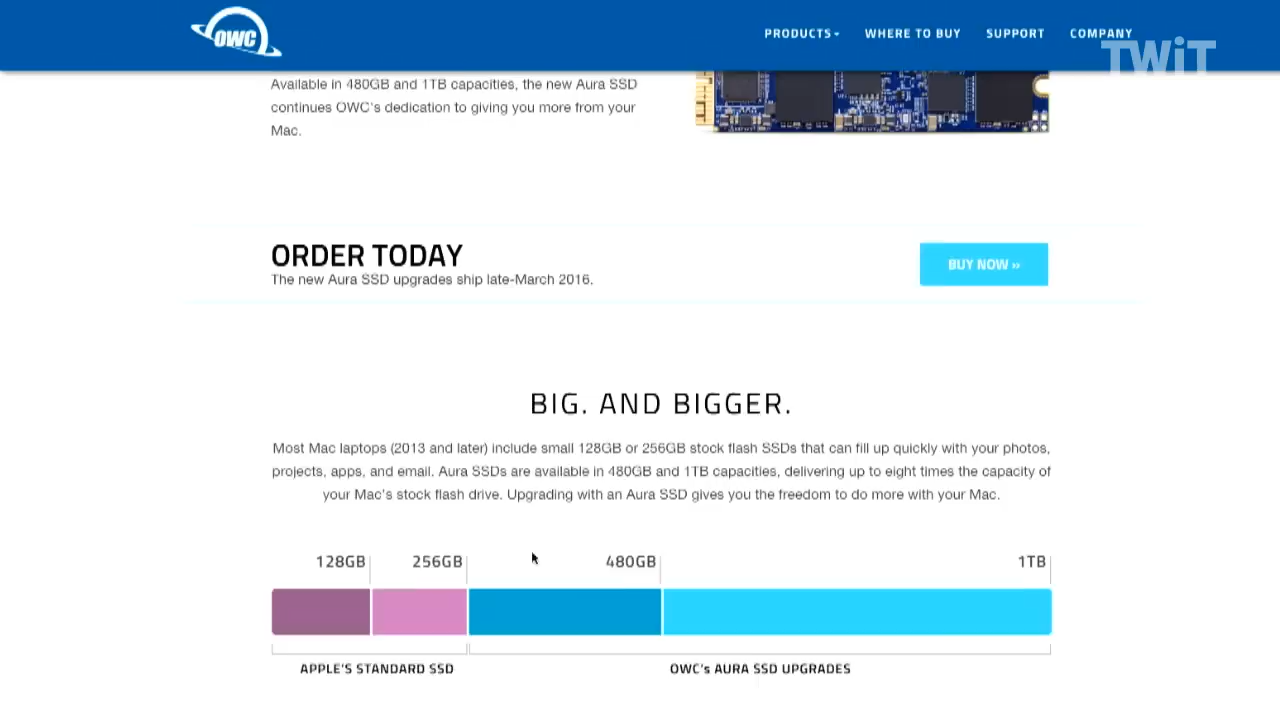 OWC
PRODUCTS
WHERE TO BUY
SUPPORT
COMPANY
TWiT
Available in 480GB and 1TB capacities, the new Aura SSD
continues OWC's dedication to giving you more from your
Mac.
ORDER TODAY
The new Aura SSD upgrades ship late-March 2016.
BUY NOW »
BIG. AND BIGGER.
Most Mac laptops (2013 and later) include small 128GB or 256GB stock flash SSDs that can fill up quickly with your photos,
projects, apps, and email. Aura SSDs are available in 480GB and 1TB capacities, delivering up to eight times the capacity of
your Mac's stock flash drive. Upgrading with an Aura SSD gives you the freedom to do more with your Mac.
128GB
256GB
480GB
1TB
APPLE'S STANDARD SSD
OWC's AURA SSD UPGRADES